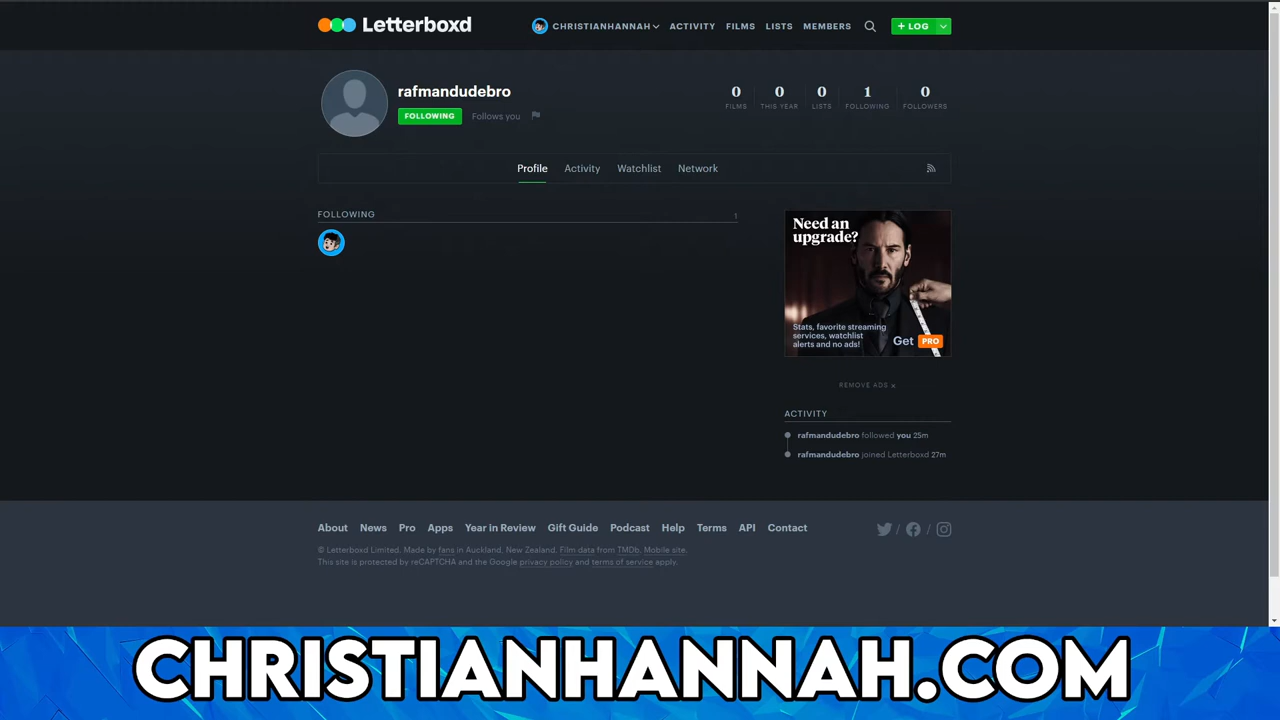 Letterboxd
CHRISTIANHANNAH ACTIVITY FILMS LISTS MEMBERS + LOG
rafmandudebro
FOLLOWING Follows you
0 0 0 1 0
FILMS THIS YEAR LISTS FOLLOWING FOLLOWERS
Profile Activity Watchlist Network
FOLLOWING 1
Need an
upgrade?
Stats, favorite streaming
services, watchlist
alerts and no ads!
Get PRO
REMOVE ADS x
ACTIVITY
rafmandudebro followed you 25m
rafmandudebro joined Letterboxd 27m
About News Pro Apps Year in Review Gift Guide Podcast Help Terms API Contact
/ /
© Letterboxd Limited. Made by fans in Auckland, New Zealand. Film data from TMDb. Mobile site.
This site is protected by reCAPTCHA and the Google privacy policy and terms of service apply.
CHRISTIANHANNAH.COM